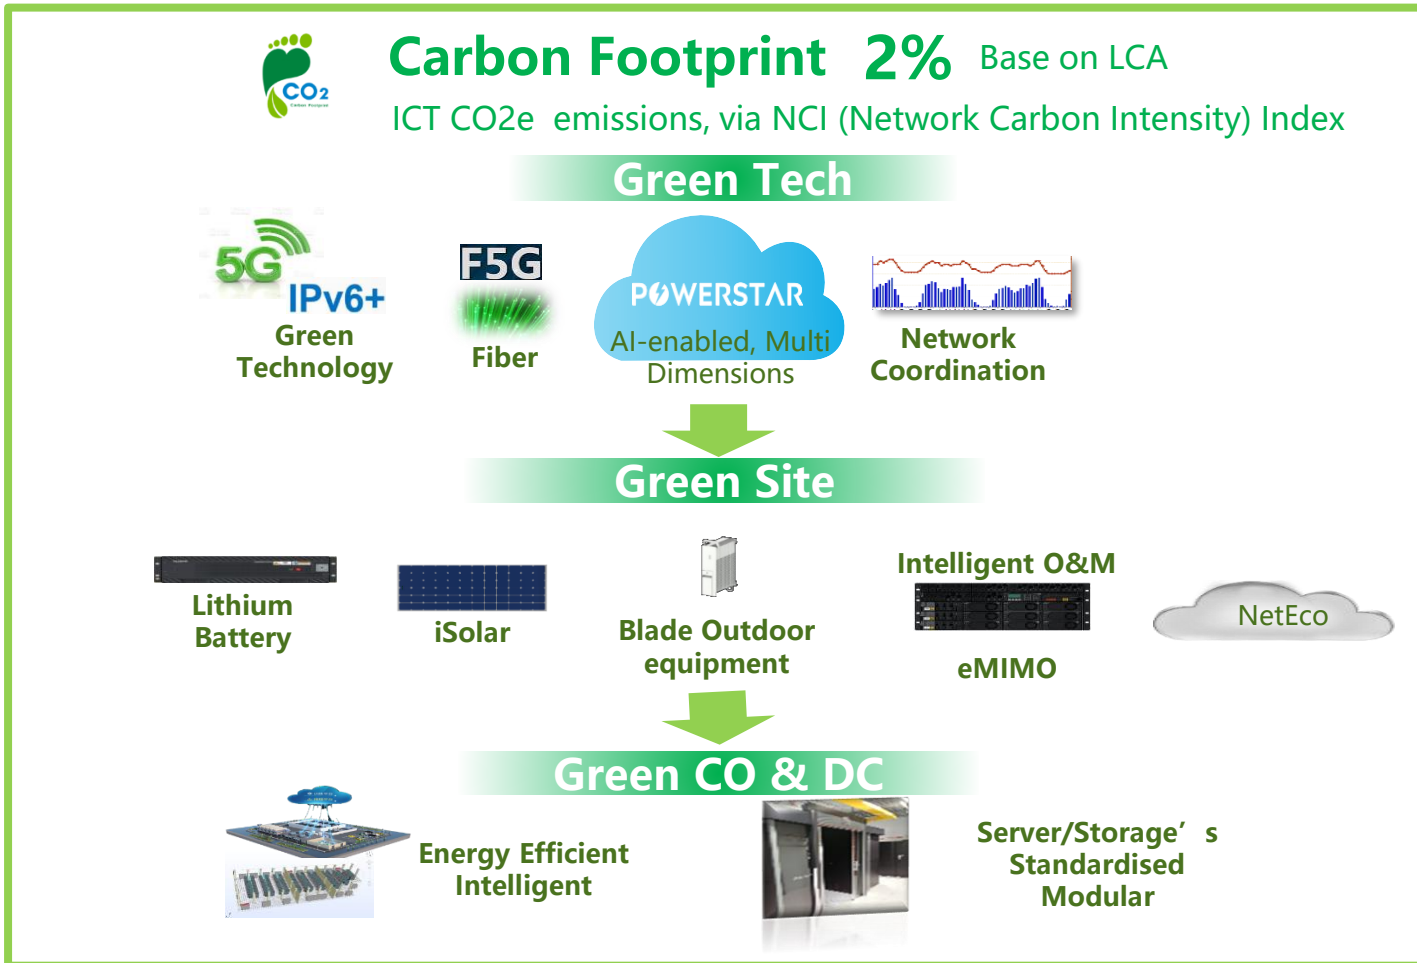 Carbon Footprint 2% Base on LCA
CO2
Carbon Footprint
ICT CO2e emissions, via NCI (Network Carbon Intensity) Index
Green Tech
5G
IPv6+
Green
Technology
F5G
Fiber
POWERSTAR
AI-enabled, Multi
Dimensions
Network
Coordination
Green Site
Lithium
Battery
iSolar
Blade Outdoor
equipment
Intelligent O&M
eMIMO
NetEco
Green CO & DC
Energy Efficient
Intelligent
Server/Storage’ s
Standardised
Modular